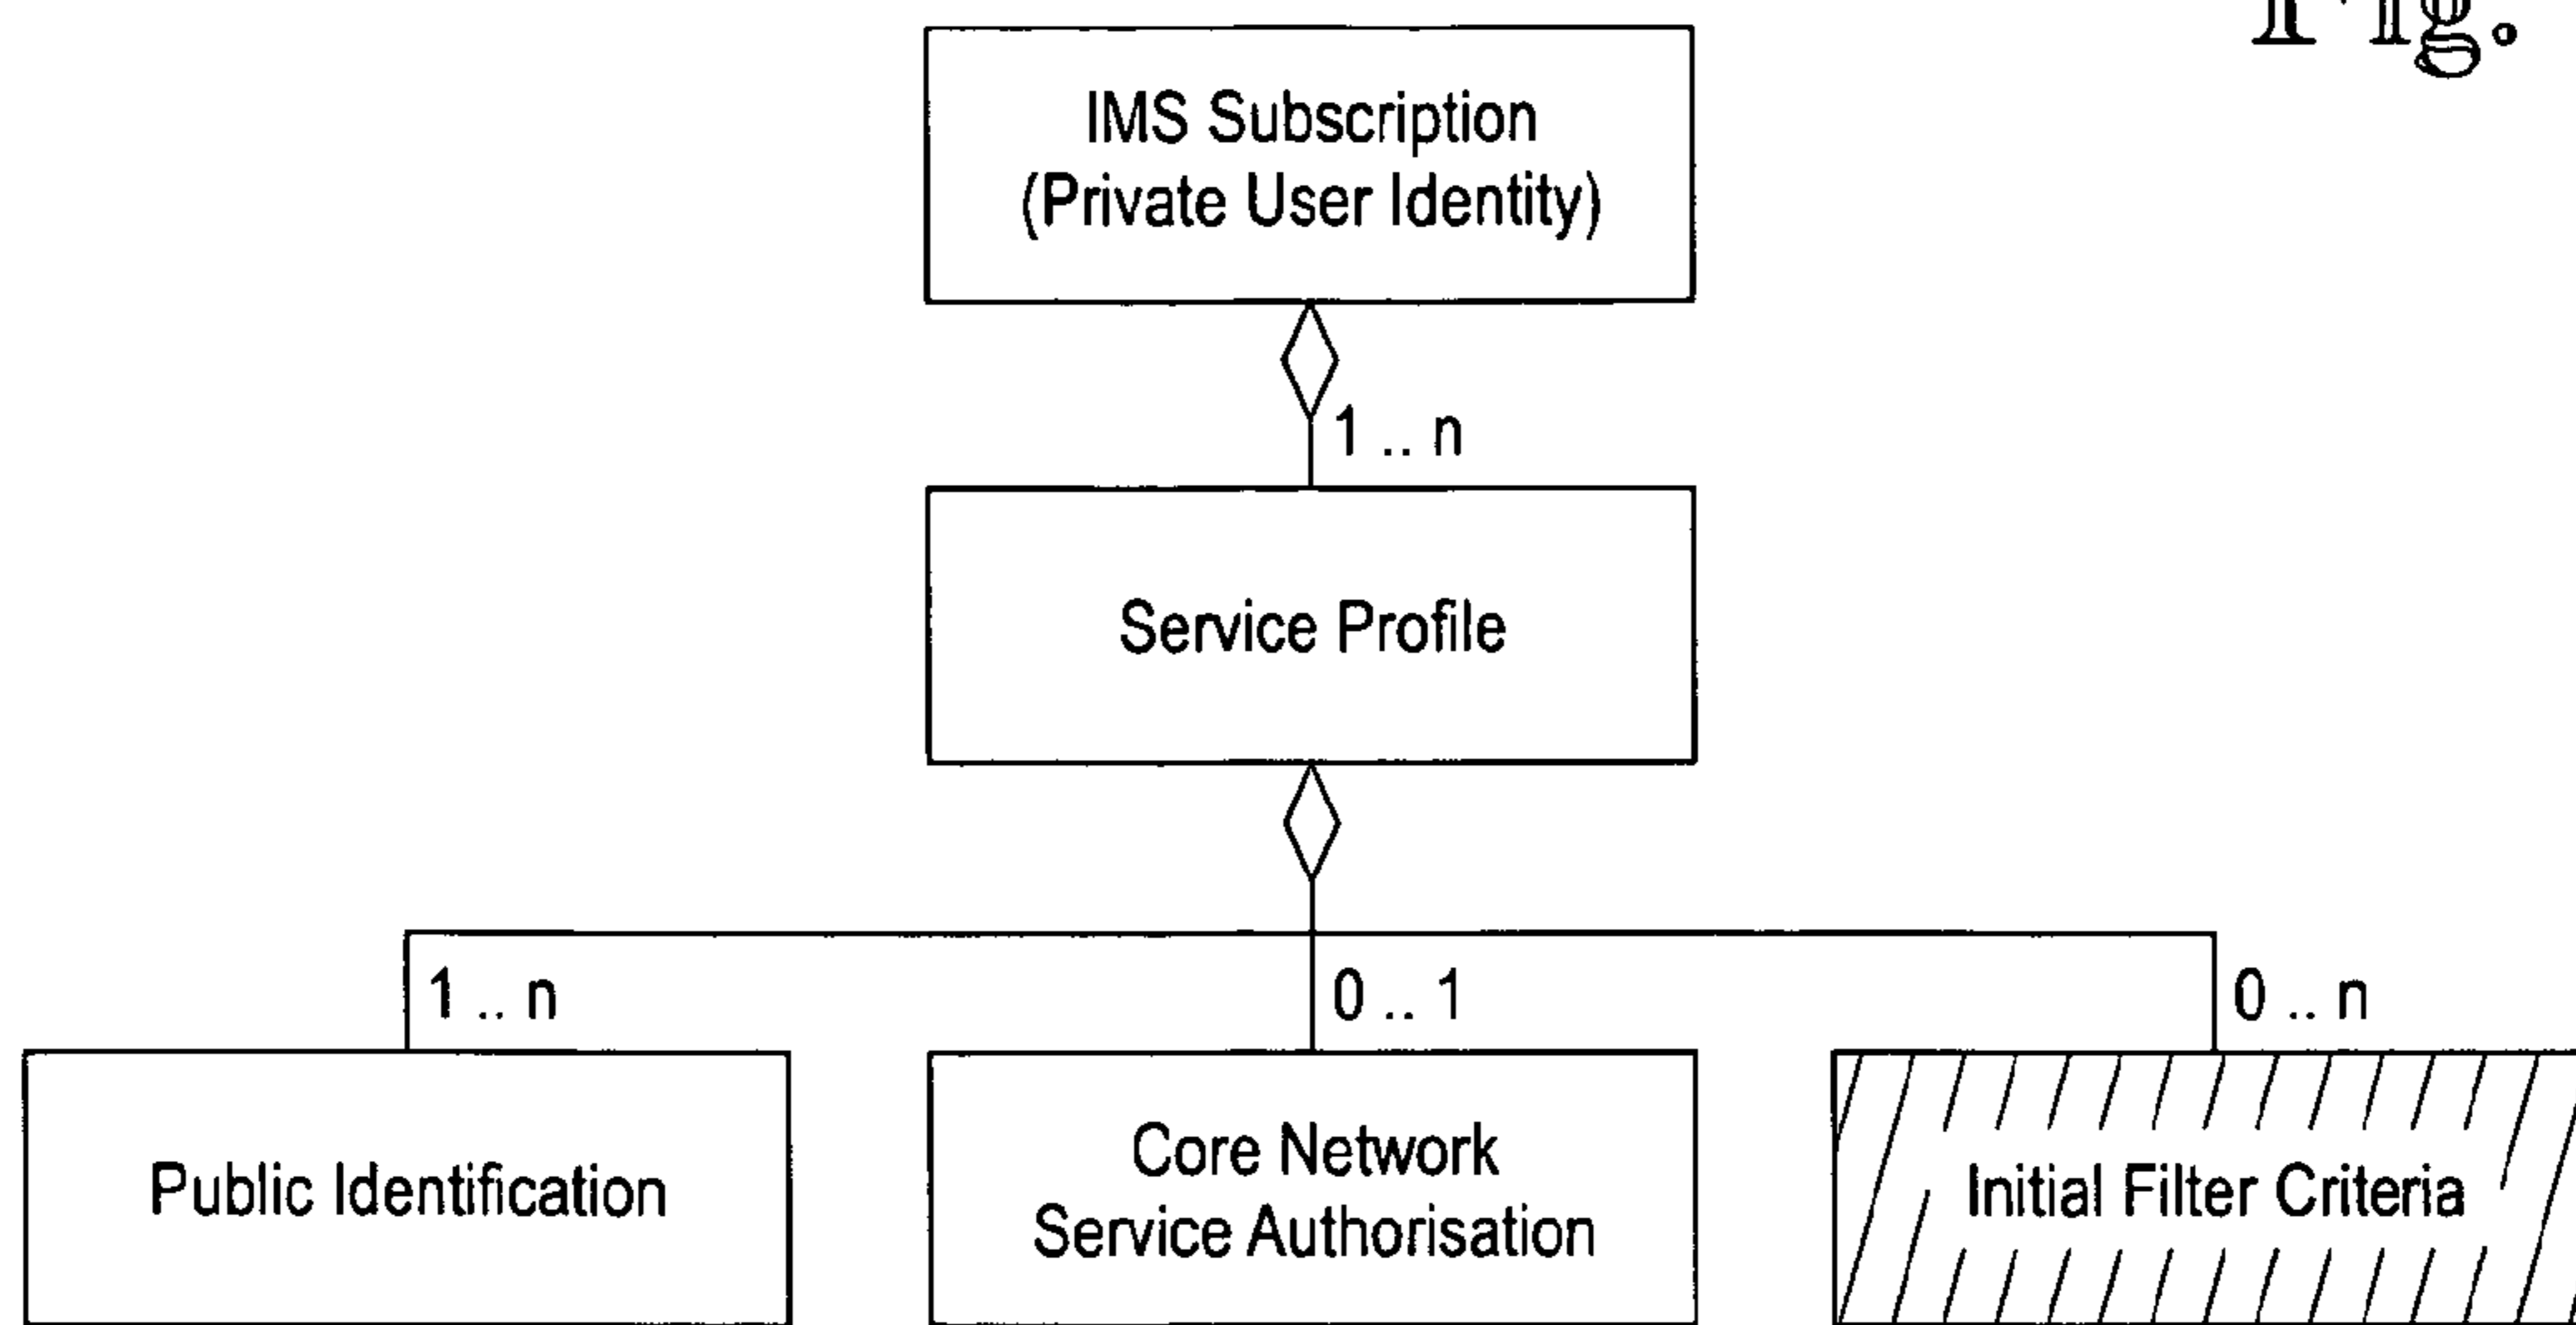 Fig.
IMS Subscription
(Private User Identity)
1 .. n
Service Profile
1 .. n
0 .. 1
0 .. n
Public Identification
Core Network
Service Authorisation
Initial Filter Criteria